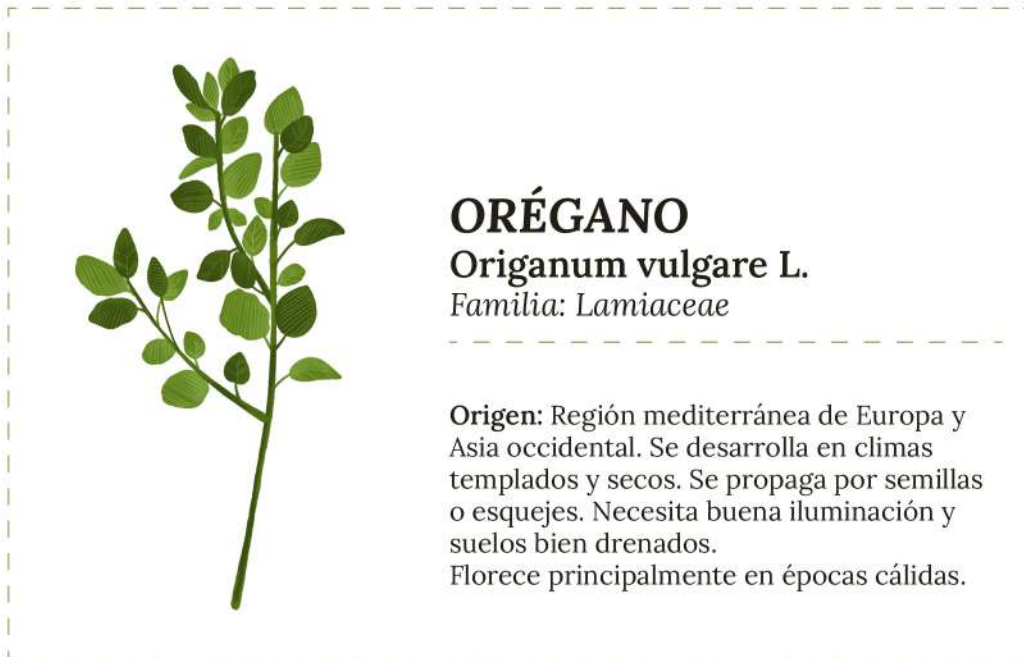 ORÉGANO
Origanum vulgare L.
Familia: Lamiaceae
Origen: Región mediterránea de Europa y
Asia occidental. Se desarrolla en climas
templados y secos. Se propaga por semillas
o esquejes. Necesita buena iluminación y
suelos bien drenados.
Florece principalmente en épocas cálidas.